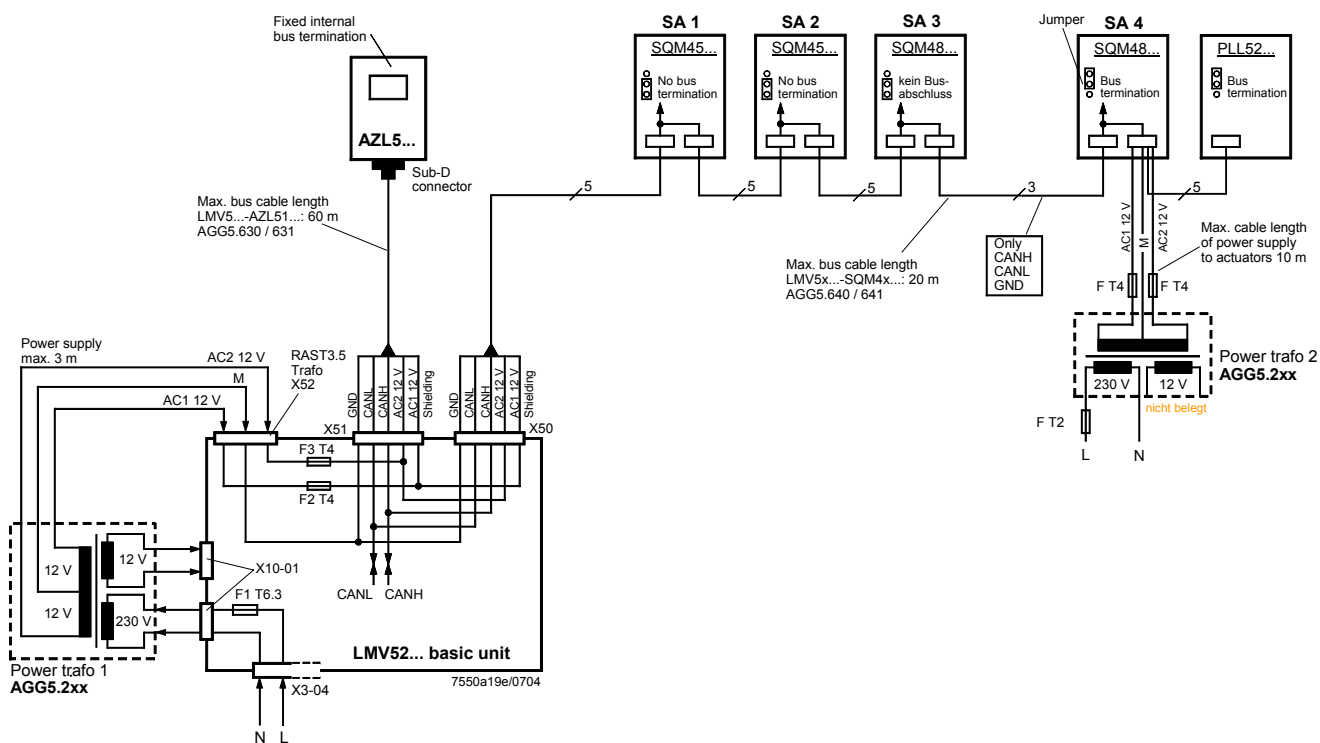 Fixed internal
bus termination
AZL5...
Sub-D
connector
Max. bus cable length
LMV5...-AZL51...: 60 m
AGG5.630 / 631
SA 1
SQM45...
No bus
termination
SA 2
SQM45...
No bus
termination
SA 3
SQM48...
kein Bus-
abschluss
Jumper
SA 4
SQM48...
Bus
termination
PLL52...
Bus
termination
5
5
5
3
5
Max. bus cable length
LMV5x...-SQM4x...: 20 m
AGG5.640 / 641
Only
CANH
CANL
GND
AC1 12 V
M
AC2 12 V
Max. cable length
of power supply
to actuators 10 m
F T4
F T4
Power trafo 2
AGG5.2xx
230 V
12 V
nicht belegt
F T2
L
N
Power supply
max. 3 m
AC2 12 V
M
AC1 12 V
RAST3.5
Trafo
X52
GND
CANL
CANH
AC2 12 V
AC1 12 V
Shielding
GND
CANL
CANH
AC2 12 V
AC1 12 V
Shielding
X51
X50
F3 T4
F2 T4
12 V
12 V
12 V
230 V
X10-01
F1 T6.3
CANL
CANH
LMV52... basic unit
7550a19e/0704
Power trafo 1
AGG5.2xx
X3-04
N
L